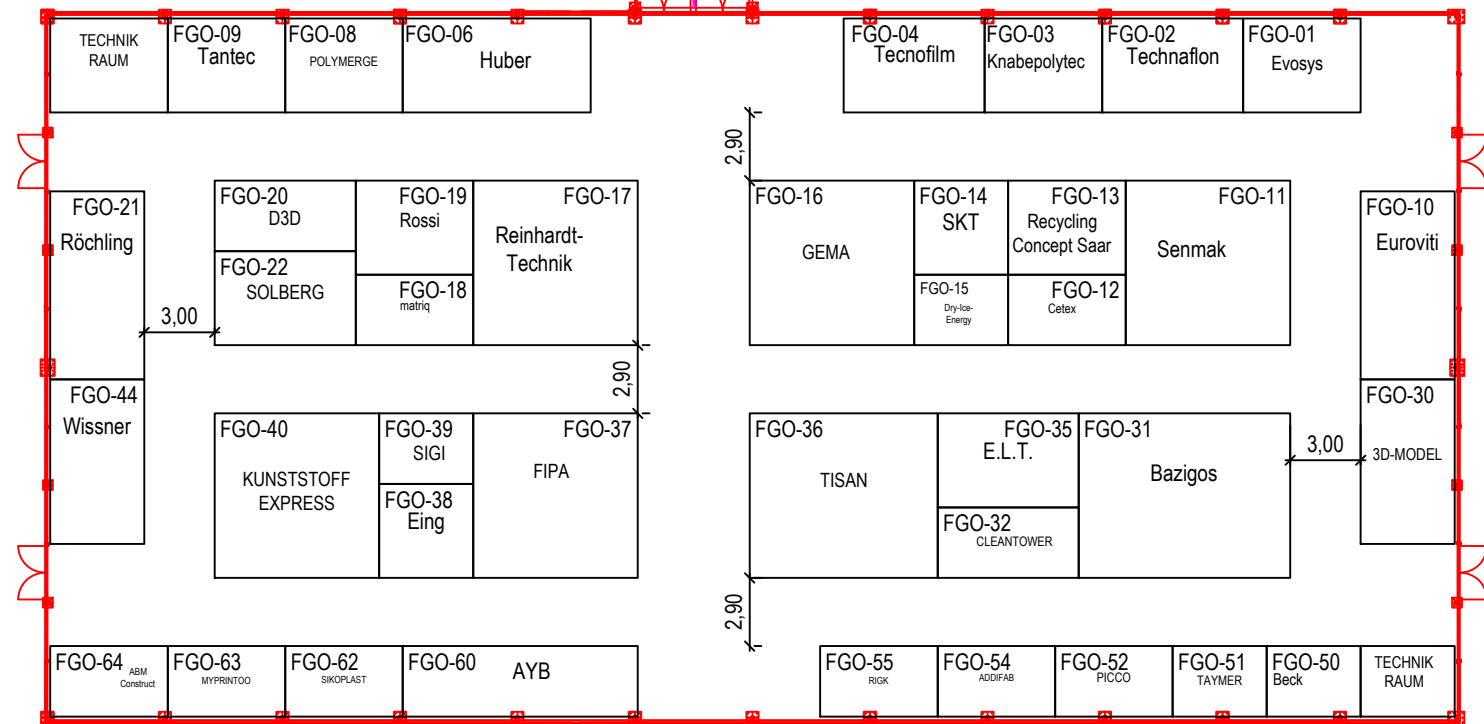 TECHNIK
RAUM
FGO-09
Tantec
FGO-08
POLYMERGE
FGO-06
Huber
FGO-04
Tecnofilm
FGO-03
Knabepolytec
FGO-02
Technaflon
FGO-01
Evosys
2,90
FGO-21
Röchling
FGO-20
D3D
FGO-19
Rossi
FGO-17
Reinhardt-
Technik
FGO-22
SOLBERG
FGO-18
matriq
3,00
FGO-16
GEMA
FGO-14
SKT
FGO-13
Recycling
Concept Saar
FGO-11
Senmak
FGO-15
Dry-Ice-
Energy
FGO-12
Cetex
FGO-10
Euroviti
2,90
FGO-44
Wissner
FGO-40
KUNSTSTOFF
EXPRESS
FGO-39
SIGI
FGO-38
Eing
FGO-37
FIPA
FGO-36
TISAN
FGO-35
E.L.T.
FGO-32
CLEANTOWER
FGO-31
Bazigos
3,00
FGO-30
3D-MODEL
2,90
FGO-64
ABM
Construct
FGO-63
MYPRINTOO
FGO-62
SIKOPLAST
FGO-60
AYB
FGO-55
RIGK
FGO-54
ADDIFAB
FGO-52
PICCO
FGO-51
TAYMER
FGO-50
Beck
TECHNIK
RAUM